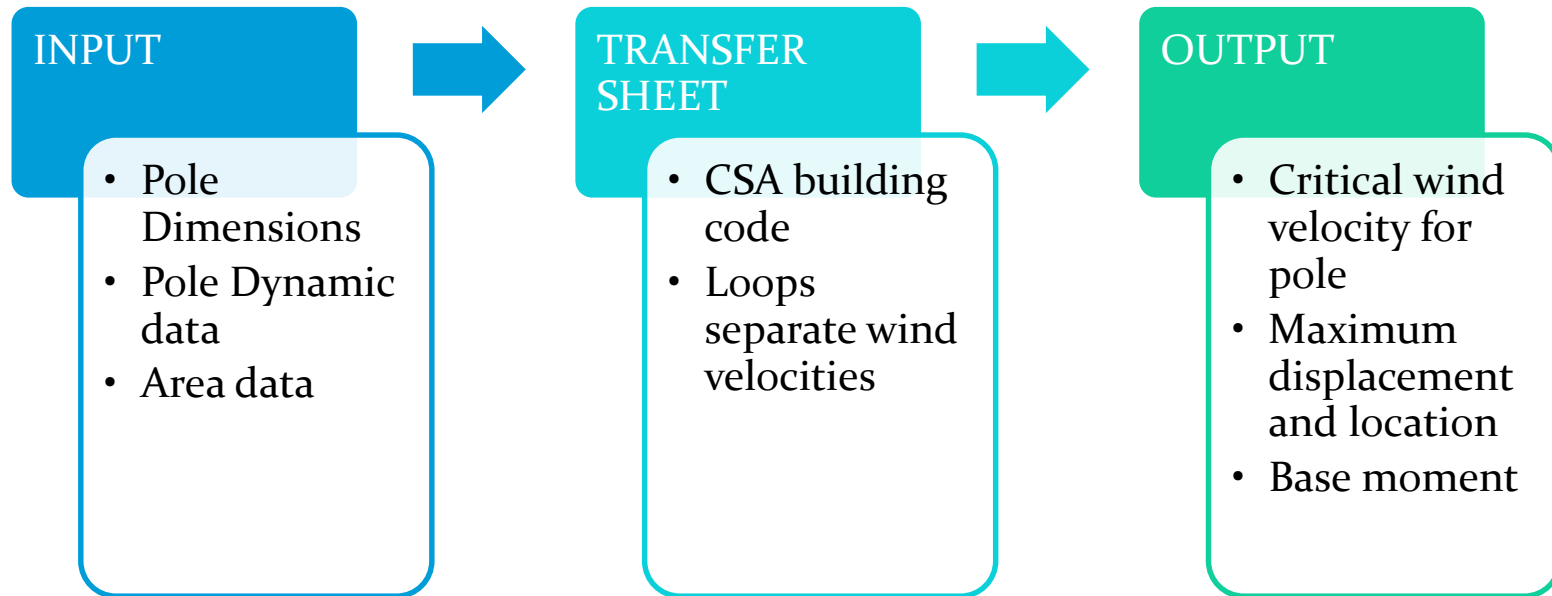 INPUT
• Pole
Dimensions
• Pole Dynamic
data
• Area data
TRANSFER
SHEET
• CSA building
code
• Loops
separate wind
velocities
OUTPUT
• Critical wind
velocity for
pole
• Maximum
displacement
and location
• Base moment